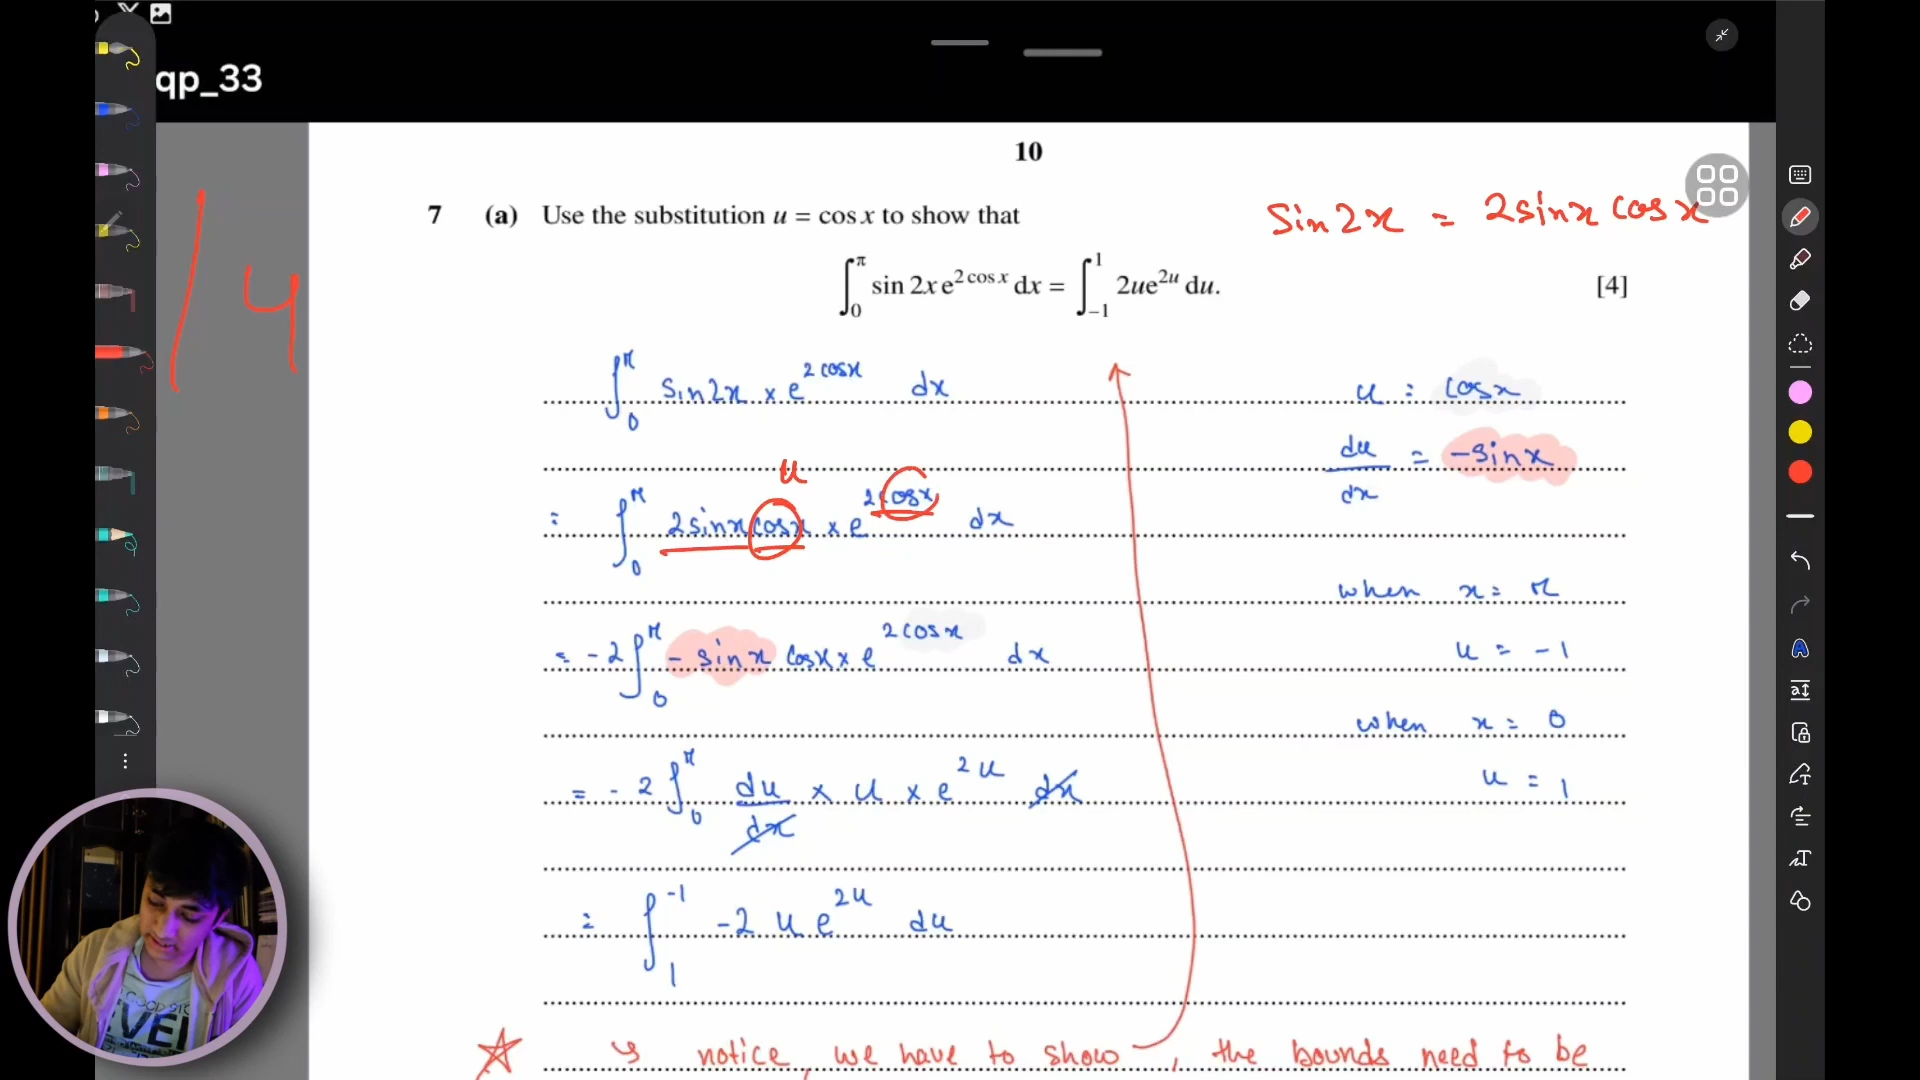 qp_33
10
7 (a) Use the substitution u = cos x to show that
sin2x = 2sinx cosx
∫₀^π sin 2x e^{2 cos x} dx = ∫₋₁^1 2ue^{2u} du. [4]
/ 4
∫₀^π sin2x × e^{2cosx} dx
u = cosx
du/dx = -sinx
u
= ∫₀^π 2sinx cosx × e^{2cosx} dx
when x = π
= -2 ∫₀^π -sinx cosx × e^{2cosx} dx
u = -1
when x = 0
= -2 ∫₀^π du/dx × u × e^{2u} dx
u = 1
= ∫₁^{-1} -2 u e^{2u} du
↳ notice, we have to show, the bounds need to be